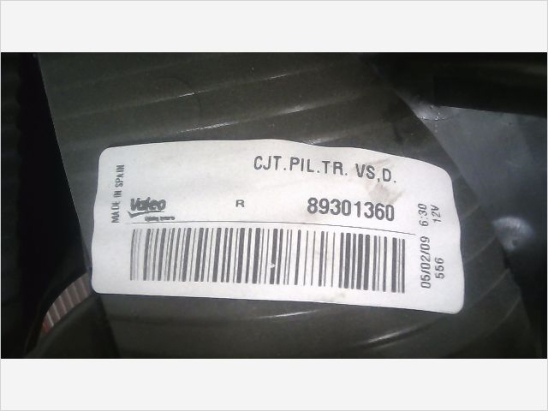 CJT.PIL.TR. VS,D.
MADE IN SPAIN
Valeo
R
89301360
05/02/09 6:30
556 12V